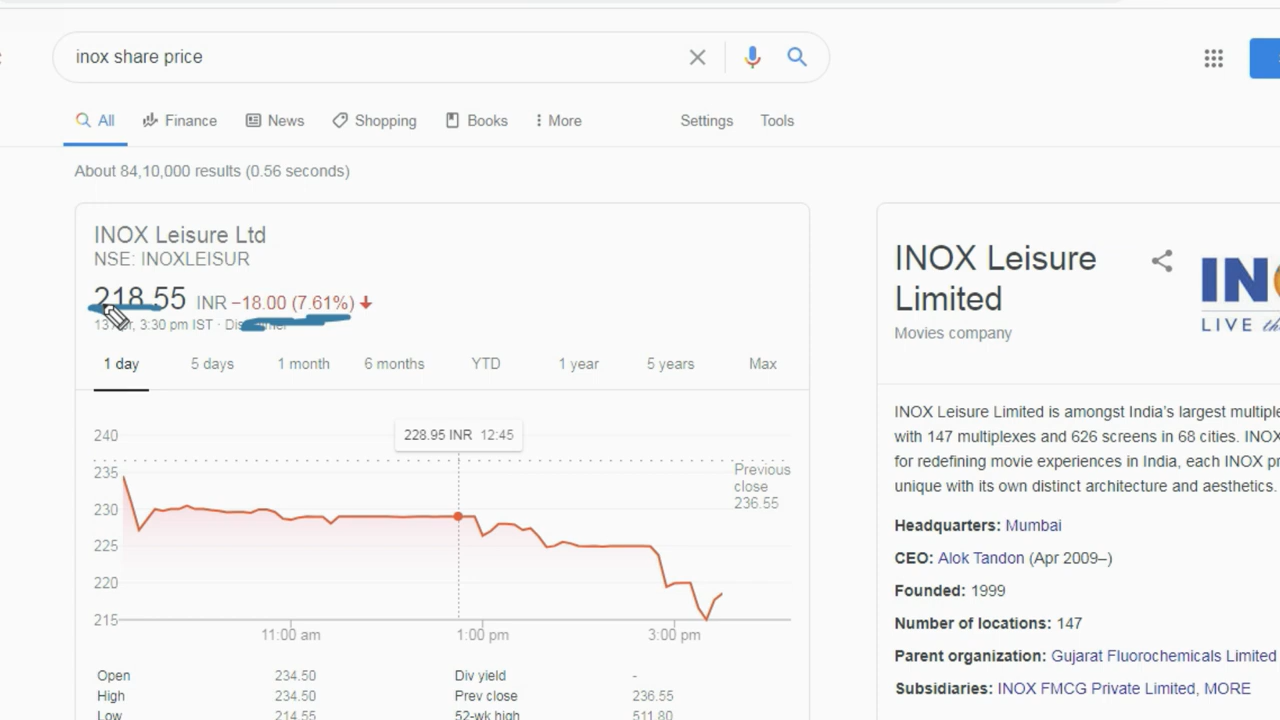 inox share price
All Finance News Shopping Books More Settings Tools
About 84,10,000 results (0.56 seconds)
INOX Leisure Ltd
NSE: INOXLEISUR
218.55 INR −18.00 (7.61%)
3:30 pm IST ·
1 day 5 days 1 month 6 months YTD 1 year 5 years Max
228.95 INR 12:45
240
235
230
225
220
215
Previous
close
236.55
11:00 am 1:00 pm 3:00 pm
Open 234.50 Div yield -
High 234.50 Prev close 236.55
Low 214.55 52-wk high 511.80
INOX Leisure
Limited
Movies company
LIVE
INOX Leisure Limited is amongst India's largest
with 147 multiplexes and 626 screens in 68 cities. INOX
for redefining movie experiences in India, each INOX
unique with its own distinct architecture and aesthetics.
Headquarters: Mumbai
CEO: Alok Tandon (Apr 2009–)
Founded: 1999
Number of locations: 147
Parent organization: Gujarat Fluorochemicals Limited
Subsidiaries: INOX FMCG Private Limited, MORE